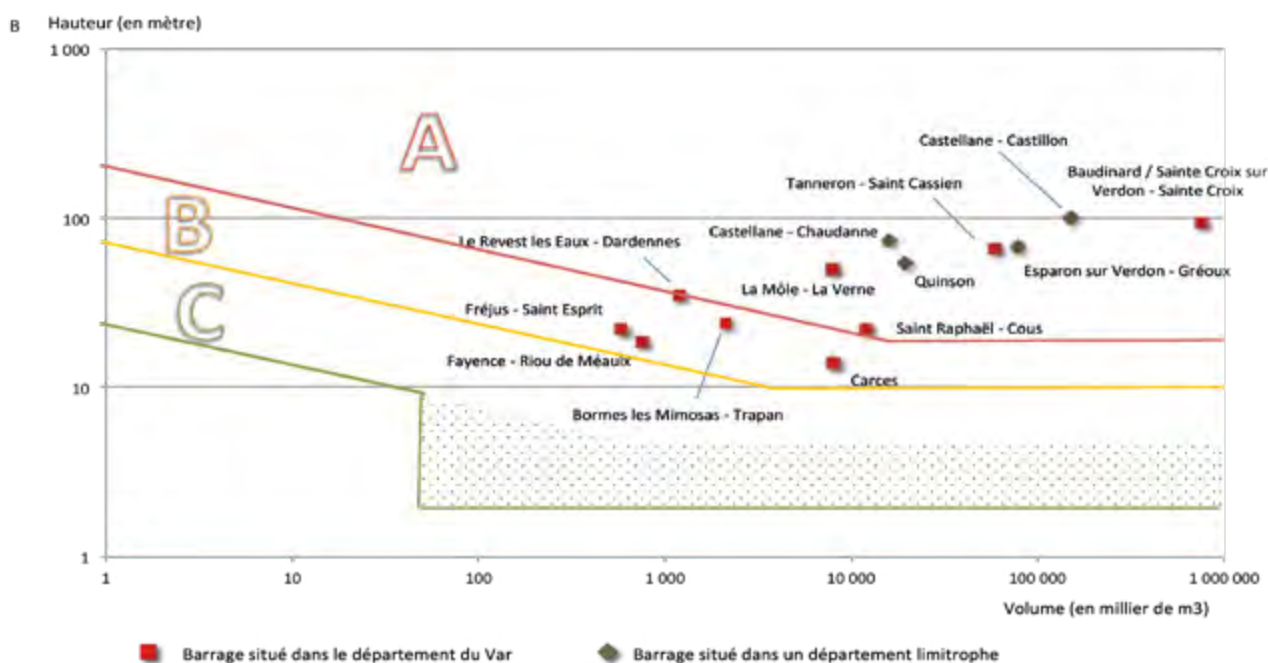 B Hauteur (en mètre)
1 000
A
Castellane - Castillon
Baudinard / Sainte Croix sur
Verdon - Sainte Croix
Tanneron - Saint Cassien
B
100
Le Revest les Eaux - Dardennes
Castellane - Chaudanne
Esparon sur Verdon - Gréoux
Quinson
La Môle - La Verne
C
Fréjus - Saint Esprit
Saint Raphaël - Cous
Fayence - Riou de Méaulx
Carces
10
Bormes les Mimosas - Trapan
1
1 10 100 1 000 10 000 100 000 1 000 000
Volume (en millier de m3)
Barrage situé dans le département du Var
Barrage situé dans un département limitrophe